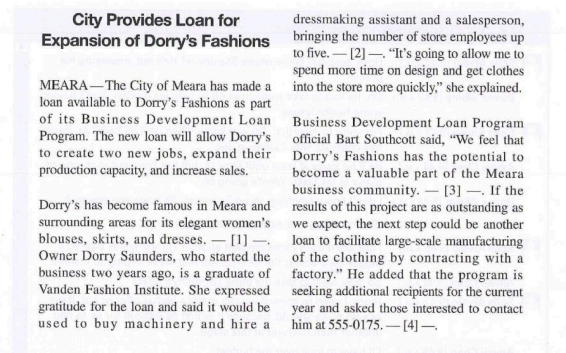 City Provides Loan for
Expansion of Dorry's Fashions
MEARA—The City of Meara has made a
loan available to Dorry's Fashions as part
of its Business Development Loan
Program. The new loan will allow Dorry's
to create two new jobs, expand their
production capacity, and increase sales.
Dorry's has become famous in Meara and
surrounding areas for its elegant women's
blouses, skirts, and dresses. — [1] —.
Owner Dorry Saunders, who started the
business two years ago, is a graduate of
Vanden Fashion Institute. She expressed
gratitude for the loan and said it would be
used to buy machinery and hire a
dressmaking assistant and a salesperson,
bringing the number of store employees up
to five. — [2] —. "It's going to allow me to
spend more time on design and get clothes
into the store more quickly," she explained.
Business Development Loan Program
official Bart Southcott said, "We feel that
Dorry's Fashions has the potential to
become a valuable part of the Meara
business community. — [3] —. If the
results of this project are as outstanding as
we expect, the next step could be another
loan to facilitate large-scale manufacturing
of the clothing by contracting with a
factory." He added that the program is
seeking additional recipients for the current
year and asked those interested to contact
him at 555-0175. — [4] —.